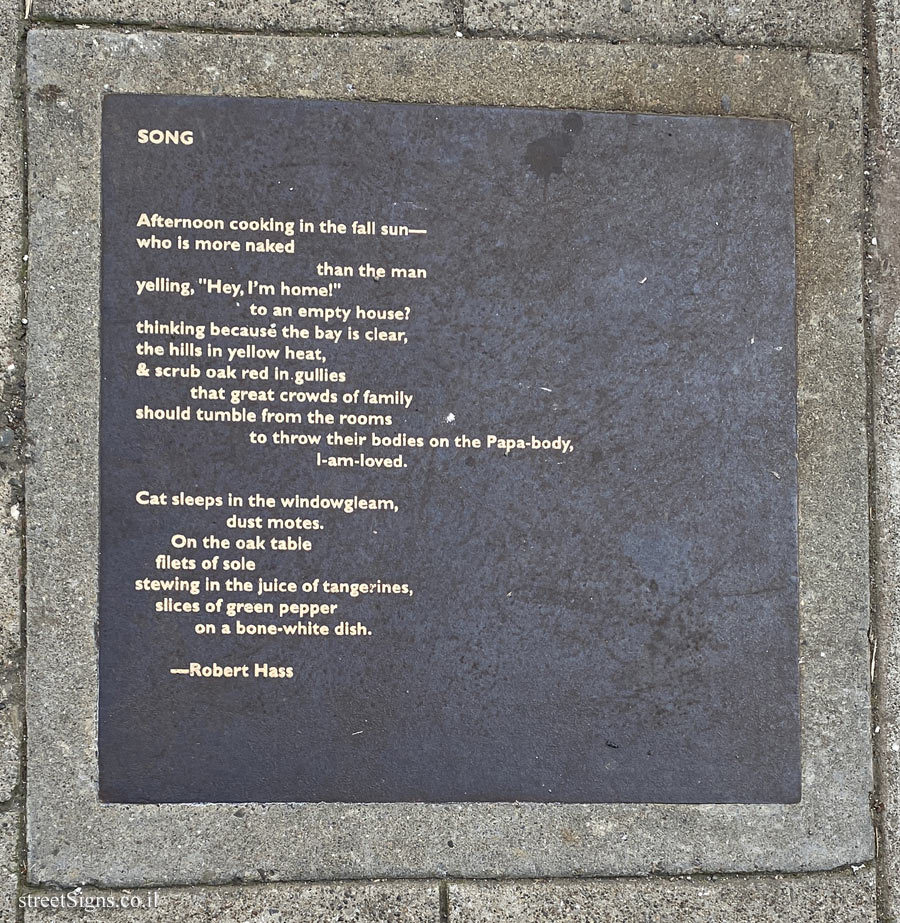 SONG
Afternoon cooking in the fall sun—
who is more naked
than the man
yelling, "Hey, I'm home!"
to an empty house?
thinking because the bay is clear,
the hills in yellow heat,
& scrub oak red in gullies
that great crowds of family
should tumble from the rooms
to throw their bodies on the Papa-body,
I-am-loved.
Cat sleeps in the windowgleam,
dust motes.
On the oak table
filets of sole
stewing in the juice of tangerines,
slices of green pepper
on a bone-white dish.
—Robert Hass
streetSigns.co.il